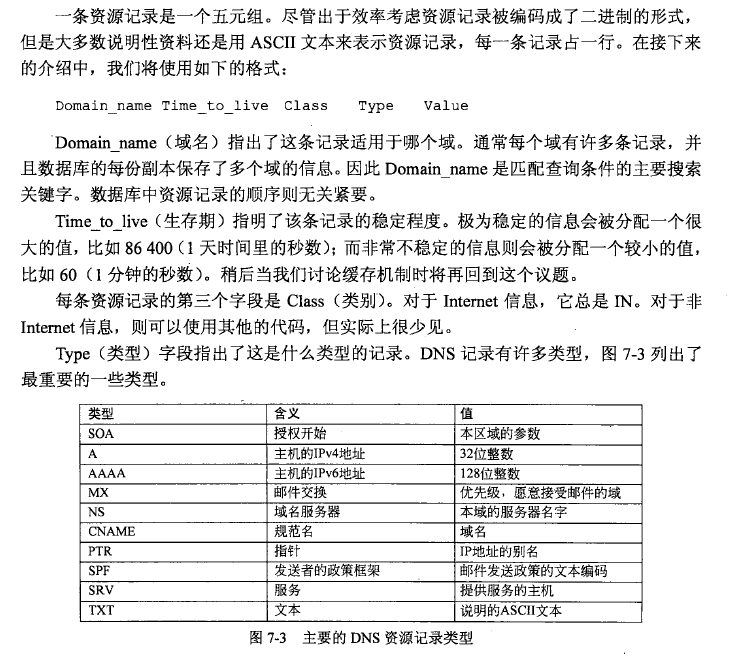 一条资源记录是一个五元组。尽管出于效率考虑资源记录被编码成了二进制的形式，
但是大多数说明性资料还是用 ASCII 文本来表示资源记录，每一条记录占一行。在接下来
的介绍中，我们将使用如下的格式：
Domain_name Time_to_live Class Type Value
Domain_name（域名）指出了这条记录适用于哪个域。通常每个域有许多条记录，并
且数据库的每份副本保存了多个域的信息。因此 Domain_name 是匹配查询条件的主要搜索
关键字。数据库中资源记录的顺序则无关紧要。
Time_to_live（生存期）指明了该条记录的稳定程度。极为稳定的信息会被分配一个很
大的值，比如 86 400（1 天时间里的秒数）；而非常不稳定的信息则会被分配一个较小的值，
比如 60（1 分钟的秒数）。稍后当我们讨论缓存机制时将再回到这个议题。
每条资源记录的第三个字段是 Class（类别）。对于 Internet 信息，它总是 IN。对于非
Internet 信息，则可以使用其他的代码，但实际上很少见。
Type（类型）字段指出了这是什么类型的记录。DNS 记录有许多类型，图 7-3 列出了
最重要的一些类型。
类型 含义 值
SOA 授权开始 本区域的参数
A 主机的IPv4地址 32位整数
AAAA 主机的IPv6地址 128位整数
MX 邮件交换 优先级，愿意接受邮件的域
NS 域名服务器 本域的服务器名字
CNAME 规范名 域名
PTR 指针 IP地址的别名
SPF 发送者的政策框架 邮件发送政策的文本编码
SRV 服务 提供服务的主机
TXT 文本 说明的ASCII文本
图 7-3 主要的 DNS 资源记录类型